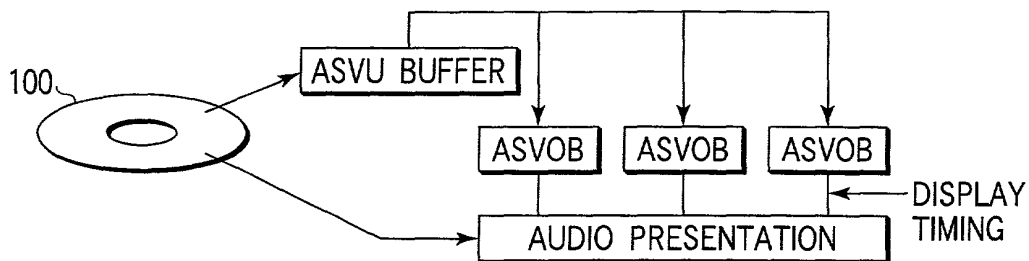 100
ASVU BUFFER
ASVOB
ASVOB
ASVOB
DISPLAY
TIMING
AUDIO PRESENTATION